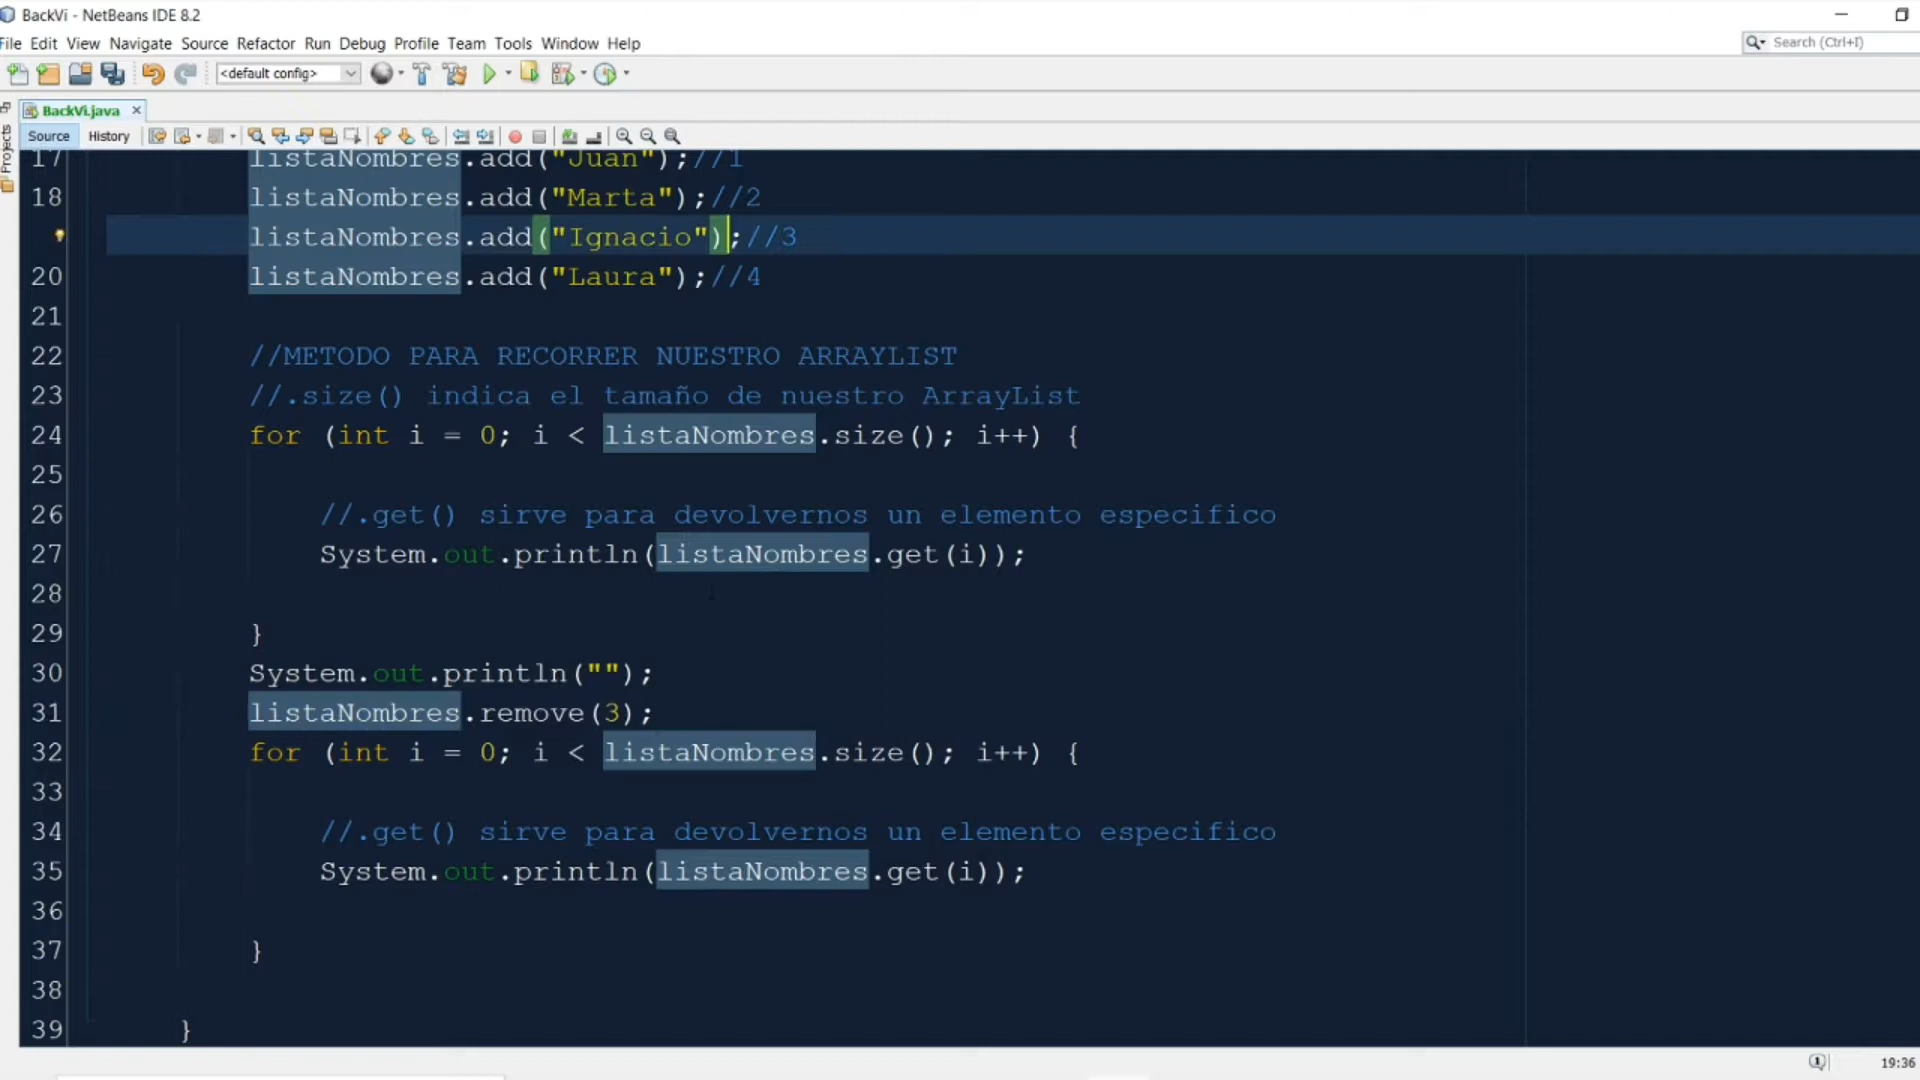 BackVi - NetBeans IDE 8.2
File Edit View Navigate Source Refactor Run Debug Profile Team Tools Window Help
Search (Ctrl+I)
<default config>
BackVi.java
Projects
Source History
17 listaNombres.add("Juan");//1
18 listaNombres.add("Marta");//2
listaNombres.add("Ignacio");//3
20 listaNombres.add("Laura");//4
21
22 //METODO PARA RECORRER NUESTRO ARRAYLIST
23 //.size() indica el tamaño de nuestro ArrayList
24 for (int i = 0; i < listaNombres.size(); i++) {
25
26 //.get() sirve para devolvernos un elemento especifico
27 System.out.println(listaNombres.get(i));
28
29 }
30 System.out.println("");
31 listaNombres.remove(3);
32 for (int i = 0; i < listaNombres.size(); i++) {
33
34 //.get() sirve para devolvernos un elemento especifico
35 System.out.println(listaNombres.get(i));
36
37 }
38
39 }
19:36